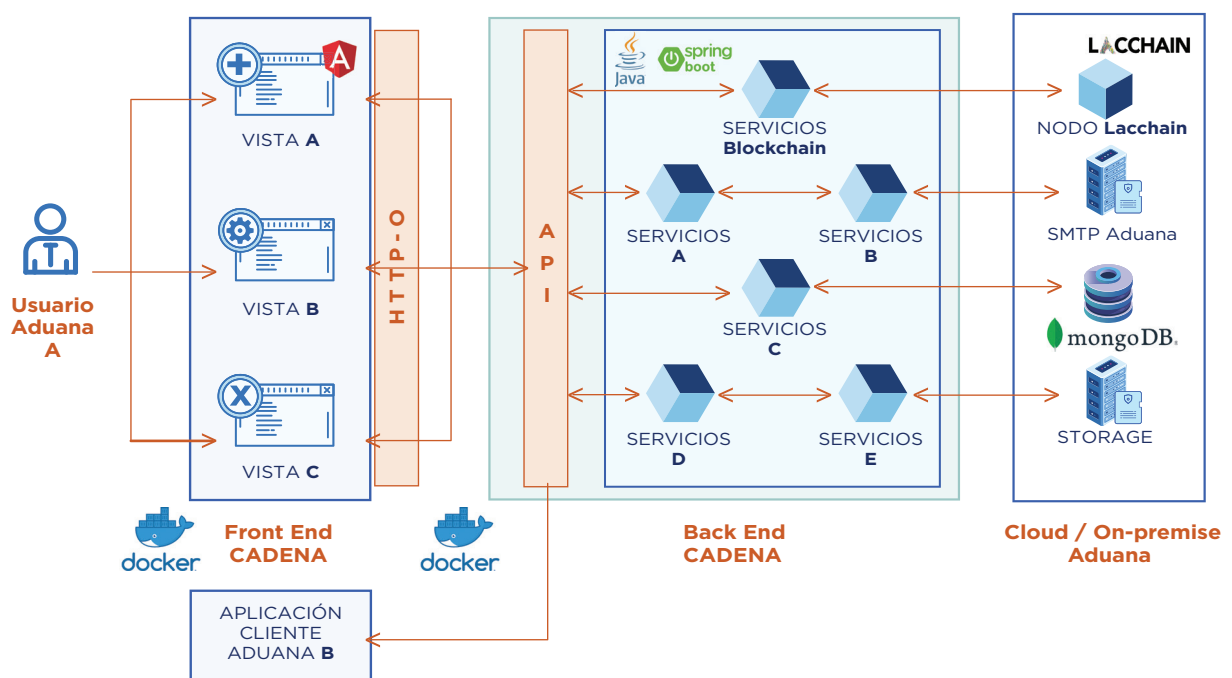 A
VISTA A
VISTA B
X
VISTA C
T
Usuario
Aduana
A
HTTP-O
API
Java
spring
boot
SERVICIOS
Blockchain
SERVICIOS
A
SERVICIOS
B
SERVICIOS
C
SERVICIOS
D
SERVICIOS
E
LACCHAIN
NODO Lacchain
SMTP Aduana
mongoDB
STORAGE
docker
Front End
CADENA
docker
Back End
CADENA
Cloud / On-premise
Aduana
APLICACIÓN
CLIENTE
ADUANA B